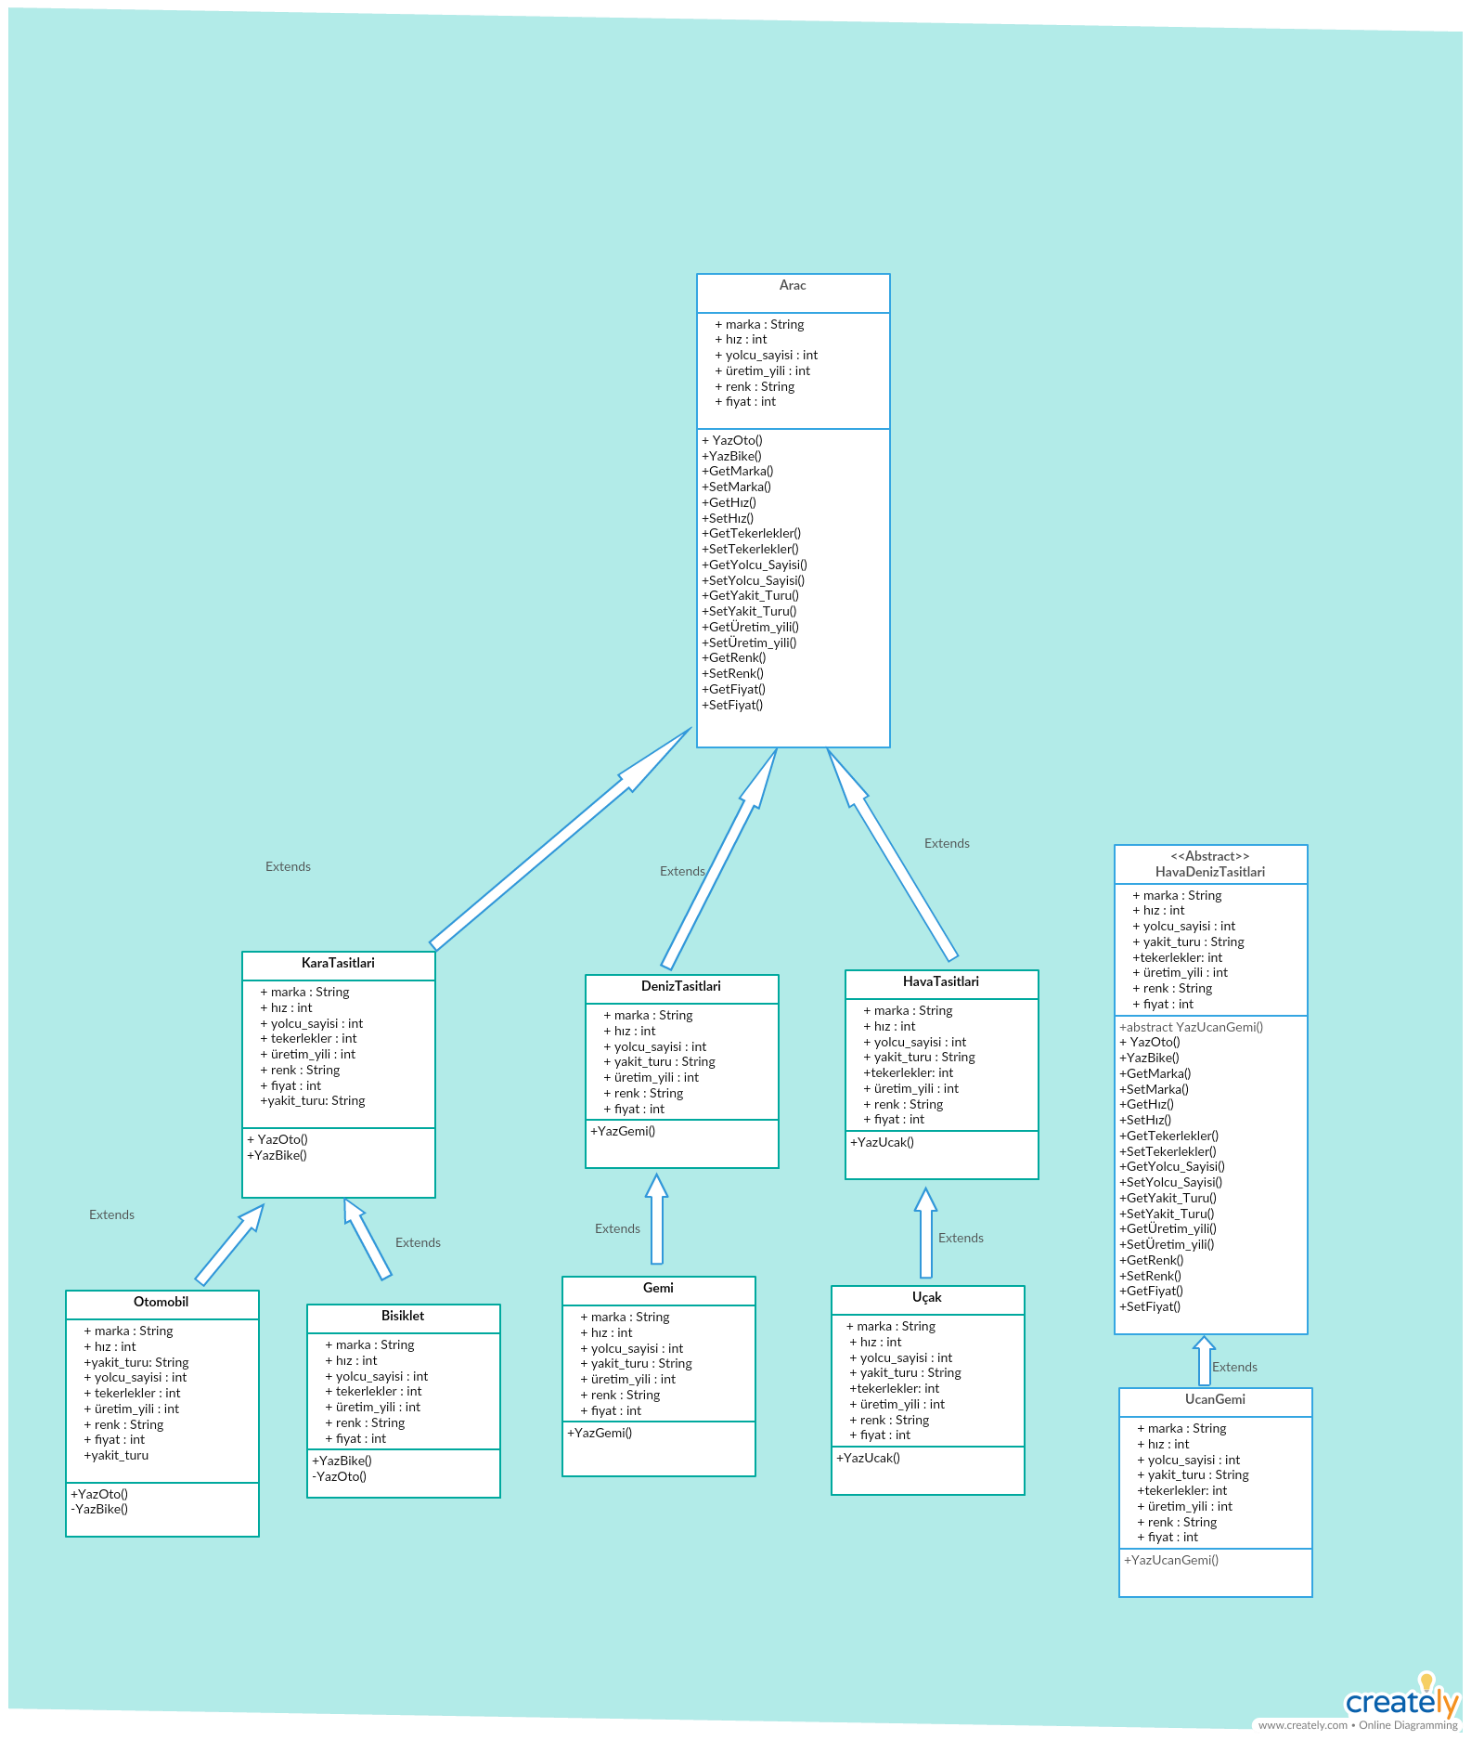 Arac
+ marka : String
+ hız : int
+ yolcu_sayisi : int
+ üretim_yili : int
+ renk : String
+ fiyat : int
+ YazOto()
+YazBike()
+GetMarka()
+SetMarka()
+GetHız()
+SetHız()
+GetTekerlekler()
+SetTekerlekler()
+GetYolcu_Sayisi()
+SetYolcu_Sayisi()
+GetYakit_Turu()
+SetYakit_Turu()
+GetÜretim_yili()
+SetÜretim_yili()
+GetRenk()
+SetRenk()
+GetFiyat()
+SetFiyat()
Extends
Extends
Extends
KaraTasitlari
+ marka : String
+ hız : int
+ yolcu_sayisi : int
+ tekerlekler : int
+ üretim_yili : int
+ renk : String
+ fiyat : int
+yakit_turu: String
+ YazOto()
+YazBike()
DenizTasitlari
+ marka : String
+ hız : int
+ yolcu_sayisi : int
+ yakit_turu : String
+ üretim_yili : int
+ renk : String
+ fiyat : int
+YazGemi()
HavaTasitlari
+ marka : String
+ hız : int
+ yolcu_sayisi : int
+ yakit_turu : String
+tekerlekler: int
+ üretim_yili : int
+ renk : String
+ fiyat : int
+YazUcak()
<<Abstract>>
HavaDenizTasitlari
+ marka : String
+ hız : int
+ yolcu_sayisi : int
+ yakit_turu : String
+tekerlekler: int
+ üretim_yili : int
+ renk : String
+ fiyat : int
+abstract YazUcanGemi()
+ YazOto()
+YazBike()
+GetMarka()
+SetMarka()
+GetHız()
+SetHız()
+GetTekerlekler()
+SetTekerlekler()
+GetYolcu_Sayisi()
+SetYolcu_Sayisi()
+GetYakit_Turu()
+SetYakit_Turu()
+GetÜretim_yili()
+SetÜretim_yili()
+GetRenk()
+SetRenk()
+GetFiyat()
+SetFiyat()
Extends
Extends
Extends
Extends
Extends
Otomobil
+ marka : String
+ hız : int
+yakit_turu: String
+ yolcu_sayisi : int
+ tekerlekler : int
+ üretim_yili : int
+ renk : String
+ fiyat : int
+yakit_turu
+YazOto()
-YazBike()
Bisiklet
+ marka : String
+ hız : int
+ yolcu_sayisi : int
+ tekerlekler : int
+ üretim_yili : int
+ renk : String
+ fiyat : int
+YazBike()
-YazOto()
Gemi
+ marka : String
+ hız : int
+ yolcu_sayisi : int
+ yakit_turu : String
+ üretim_yili : int
+ renk : String
+ fiyat : int
+YazGemi()
Uçak
+ marka : String
+ hız : int
+ yolcu_sayisi : int
+ yakit_turu : String
+tekerlekler: int
+ üretim_yili : int
+ renk : String
+ fiyat : int
+YazUcak()
UcanGemi
+ marka : String
+ hız : int
+ yolcu_sayisi : int
+ yakit_turu : String
+tekerlekler: int
+ üretim_yili : int
+ renk : String
+ fiyat : int
+YazUcanGemi()
creately
www.creately.com • Online Diagramming